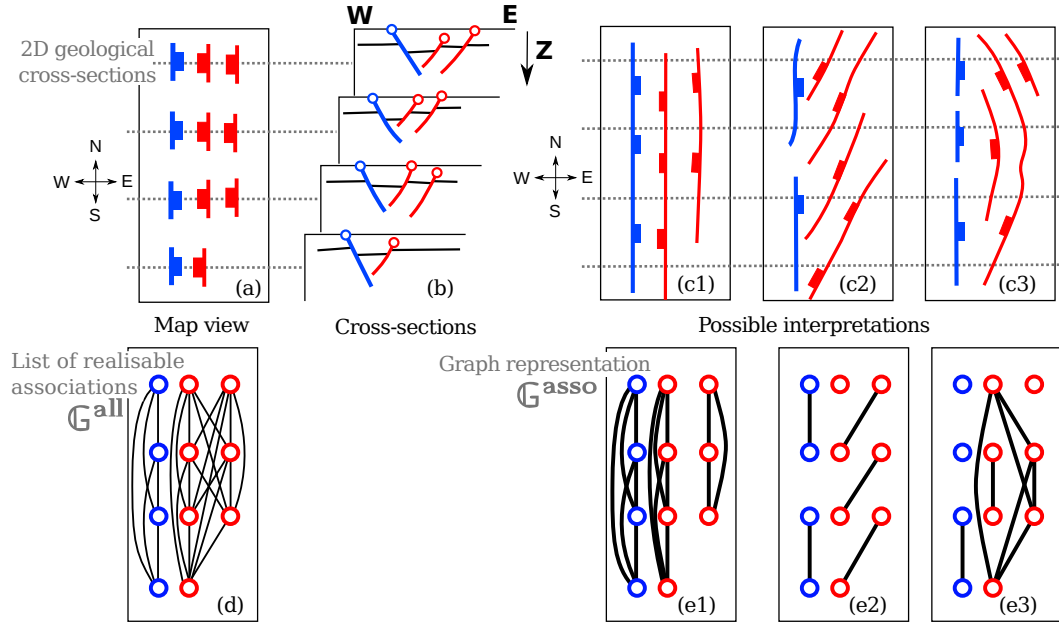 2D geological
cross-sections
W
E
Z
N
W E
S
N
W E
S
(a)
(b)
(c1)
(c2)
(c3)
Map view
Cross-sections
Possible interpretations
List of realisable
associations
𝔾all
Graph representation
𝔾asso
(d)
(e1)
(e2)
(e3)